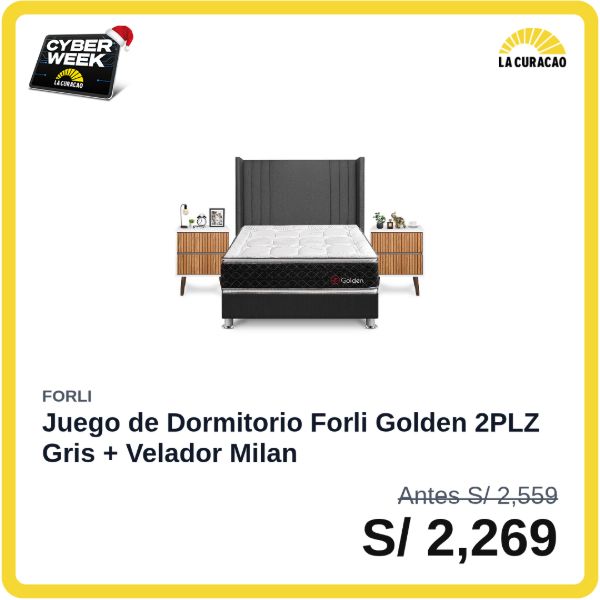 CYBER
WEEK
LA CURACAO
LA CURACAO
Golden
FORLI
Juego de Dormitorio Forli Golden 2PLZ
Gris + Velador Milan
Antes S/ 2,559
S/ 2,269